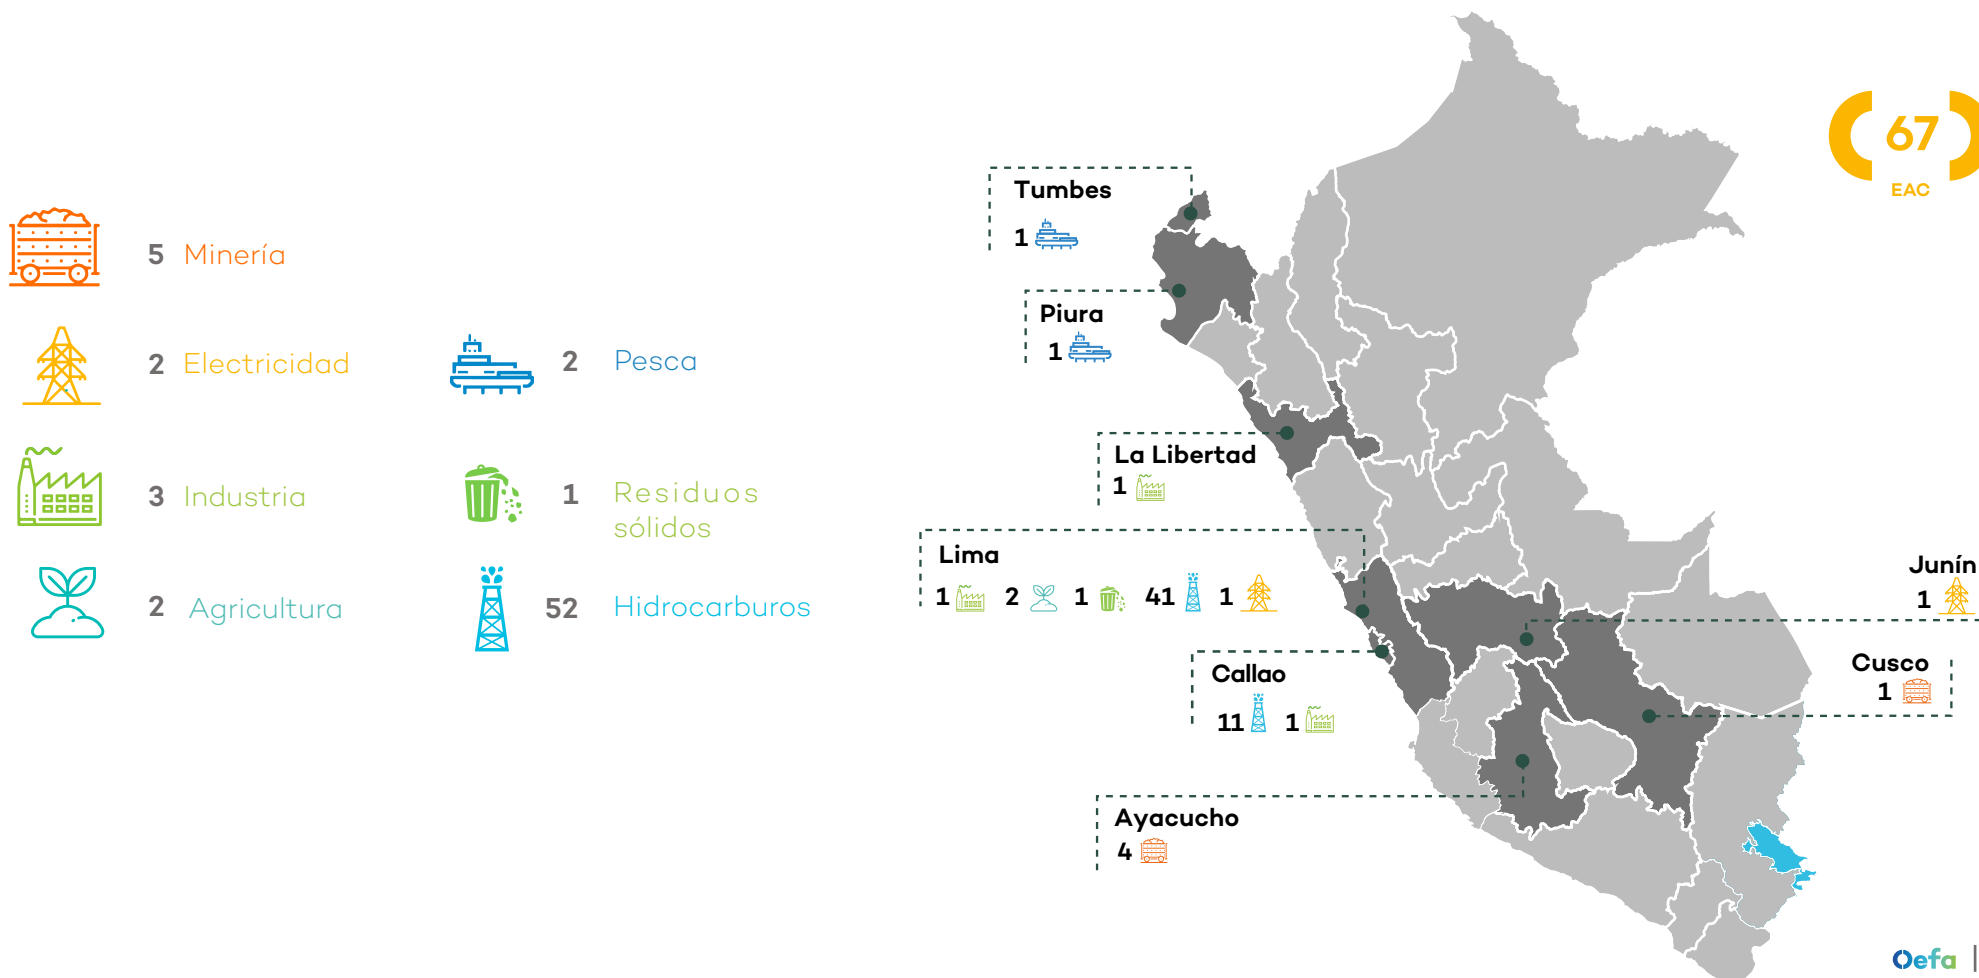 5 Minería
2 Electricidad
3 Industria
2 Agricultura
2 Pesca
1 Residuos
sólidos
52 Hidrocarburos
67
EAC
Tumbes
1
Piura
1
La Libertad
1
Lima
1 2 1 41 1
Callao
11 1
Ayacucho
4
Junín
1
Cusco
1
Oefa |